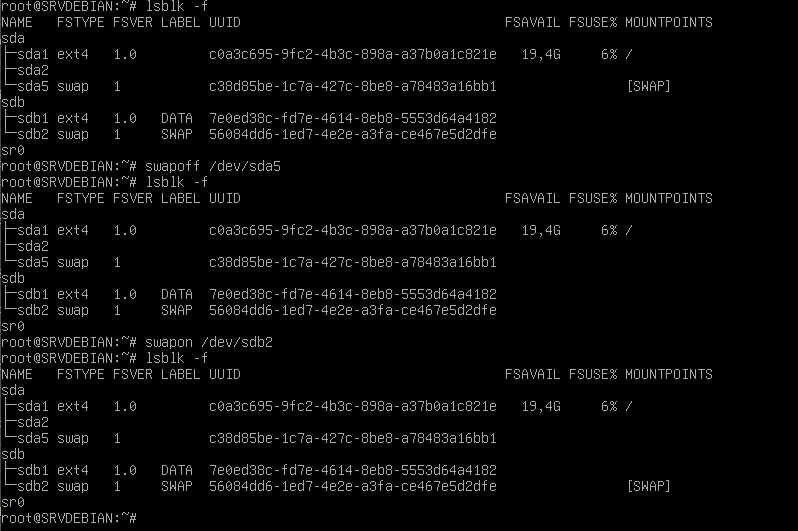 root@SRVDEBIAN:~# lsblk -f
NAME   FSTYPE FSVER LABEL UUID                                 FSAVAIL FSUSE% MOUNTPOINTS
sda
├─sda1 ext4   1.0         c0a3c695-9fc2-4b3c-898a-a37b0a1c821e   19,4G     6% /
├─sda2
└─sda5 swap   1           c38d85be-1c7a-427c-8be8-a78483a16bb1                [SWAP]
sdb
├─sdb1 ext4   1.0   DATA  7e0ed38c-fd7e-4614-8eb8-5553d64a4182
└─sdb2 swap   1     SWAP  56084dd6-1ed7-4e2e-a3fa-ce467e5d2dfe
sr0
root@SRVDEBIAN:~# swapoff /dev/sda5
root@SRVDEBIAN:~# lsblk -f
NAME   FSTYPE FSVER LABEL UUID                                 FSAVAIL FSUSE% MOUNTPOINTS
sda
├─sda1 ext4   1.0         c0a3c695-9fc2-4b3c-898a-a37b0a1c821e   19,4G     6% /
├─sda2
└─sda5 swap   1           c38d85be-1c7a-427c-8be8-a78483a16bb1
sdb
├─sdb1 ext4   1.0   DATA  7e0ed38c-fd7e-4614-8eb8-5553d64a4182
└─sdb2 swap   1     SWAP  56084dd6-1ed7-4e2e-a3fa-ce467e5d2dfe
sr0
root@SRVDEBIAN:~# swapon /dev/sdb2
root@SRVDEBIAN:~# lsblk -f
NAME   FSTYPE FSVER LABEL UUID                                 FSAVAIL FSUSE% MOUNTPOINTS
sda
├─sda1 ext4   1.0         c0a3c695-9fc2-4b3c-898a-a37b0a1c821e   19,4G     6% /
├─sda2
└─sda5 swap   1           c38d85be-1c7a-427c-8be8-a78483a16bb1
sdb
├─sdb1 ext4   1.0   DATA  7e0ed38c-fd7e-4614-8eb8-5553d64a4182
└─sdb2 swap   1     SWAP  56084dd6-1ed7-4e2e-a3fa-ce467e5d2dfe                [SWAP]
sr0
root@SRVDEBIAN:~#